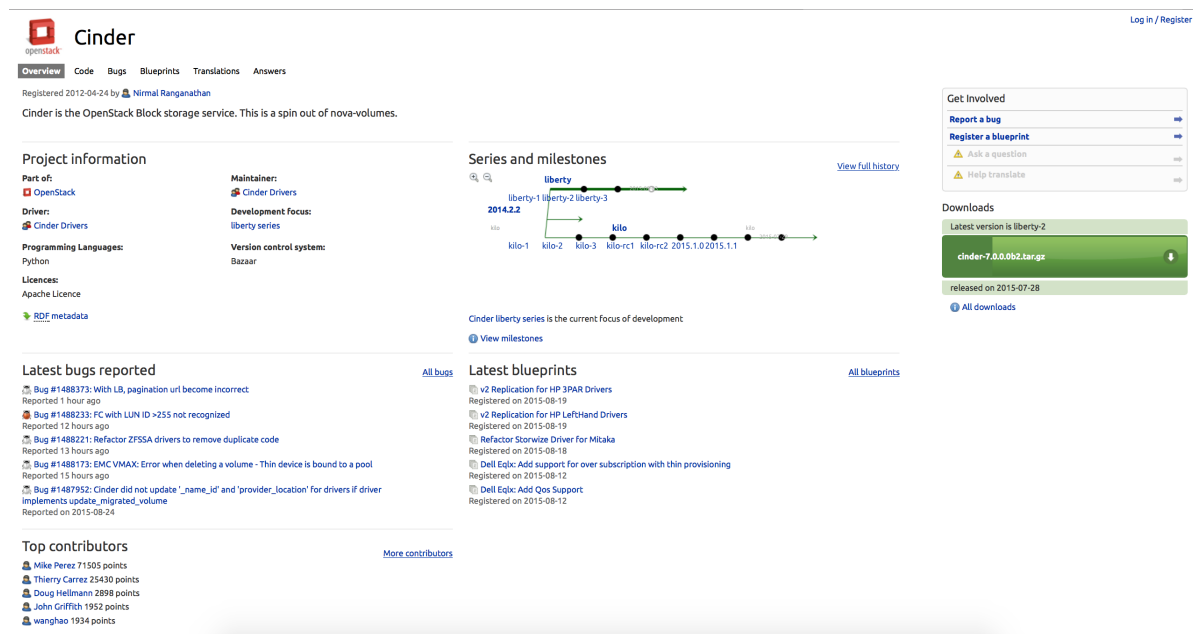 Log in / Register
openstack
Cinder
Overview Code Bugs Blueprints Translations Answers
Registered 2012-04-24 by Nirmal Ranganathan
Cinder is the OpenStack Block storage service. This is a spin out of nova-volumes.
Project information
Part of:
OpenStack
Maintainer:
Cinder Drivers
Driver:
Cinder Drivers
Development focus:
liberty series
Programming Languages:
Python
Version control system:
Bazaar
Licences:
Apache Licence
RDF metadata
Series and milestones
View full history
liberty
liberty-1 liberty-2 liberty-3
2014.2.2
kilo
kilo
kilo
kilo-1 kilo-2 kilo-3 kilo-rc1 kilo-rc2 2015.1.0 2015.1.1
Cinder liberty series is the current focus of development
View milestones
Get Involved
Report a bug
Register a blueprint
Ask a question
Help translate
Downloads
Latest version is liberty-2
cinder-7.0.0.0b2.tar.gz
released on 2015-07-28
All downloads
Latest bugs reported
All bugs
Bug #1488373: With LB, pagination url become incorrect
Reported 1 hour ago
Bug #1488233: FC with LUN ID >255 not recognized
Reported 12 hours ago
Bug #1488221: Refactor ZFSSA drivers to remove duplicate code
Reported 13 hours ago
Bug #1488173: EMC VMAX: Error when deleting a volume - Thin device is bound to a pool
Reported 15 hours ago
Bug #1487952: Cinder did not update '_name_id' and 'provider_location' for drivers if driver
implements update_migrated_volume
Reported on 2015-08-24
Latest blueprints
All blueprints
v2 Replication for HP 3PAR Drivers
Registered on 2015-08-19
v2 Replication for HP LeftHand Drivers
Registered on 2015-08-19
Refactor Storwize Driver for Mitaka
Registered on 2015-08-18
Dell Eqlx: Add support for over subscription with thin provisioning
Registered on 2015-08-12
Dell Eqlx: Add Qos Support
Registered on 2015-08-12
Top contributors
More contributors
Mike Perez 71505 points
Thierry Carrez 25430 points
Doug Hellmann 2898 points
John Griffith 1952 points
wanghao 1934 points